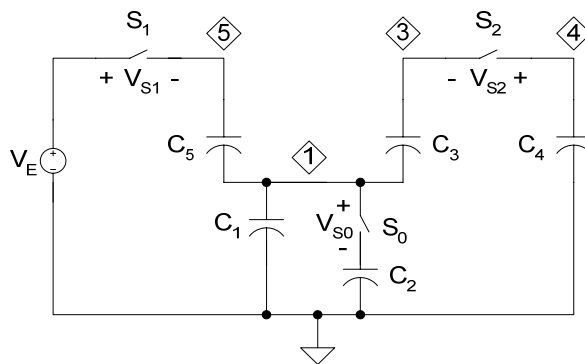 S1
5
3
S2
4
+ VS1 -
- VS2 +
VE
+
-
C5
1
C3
C4
C1
+
VS0
-
S0
C2